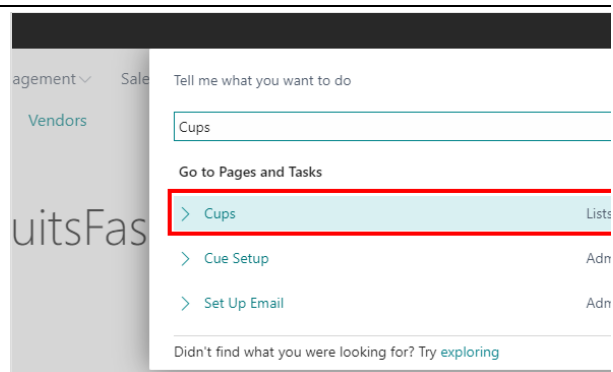 agement Sale
Vendors
uitsFas
Tell me what you want to do
Cups
Go to Pages and Tasks
Cups Lists
Cue Setup Adm
Set Up Email Adm
Didn't find what you were looking for? Try exploring